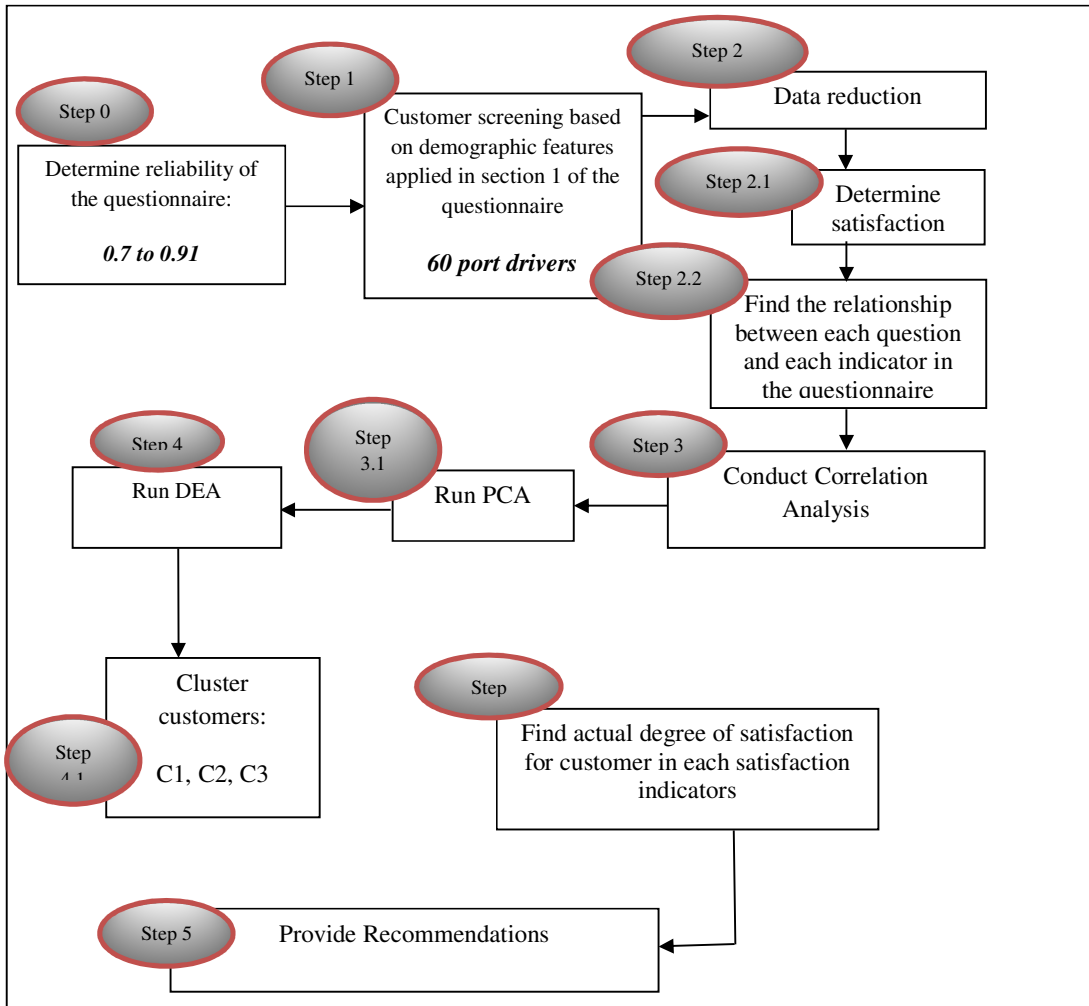 Step 0
Determine reliability of
the questionnaire:
0.7 to 0.91
Step 1
Customer screening based
on demographic features
applied in section 1 of the
questionnaire
60 port drivers
Step 2
Data reduction
Step 2.1
Determine
satisfaction
Step 2.2
Find the relationship
between each question
and each indicator in
the questionnaire
Step 3
Conduct Correlation
Analysis
Step
3.1
Run PCA
Step 4
Run DEA
Step
4.1
Cluster
customers:
C1, C2, C3
Step
Find actual degree of satisfaction
for customer in each satisfaction
indicators
Step 5
Provide Recommendations